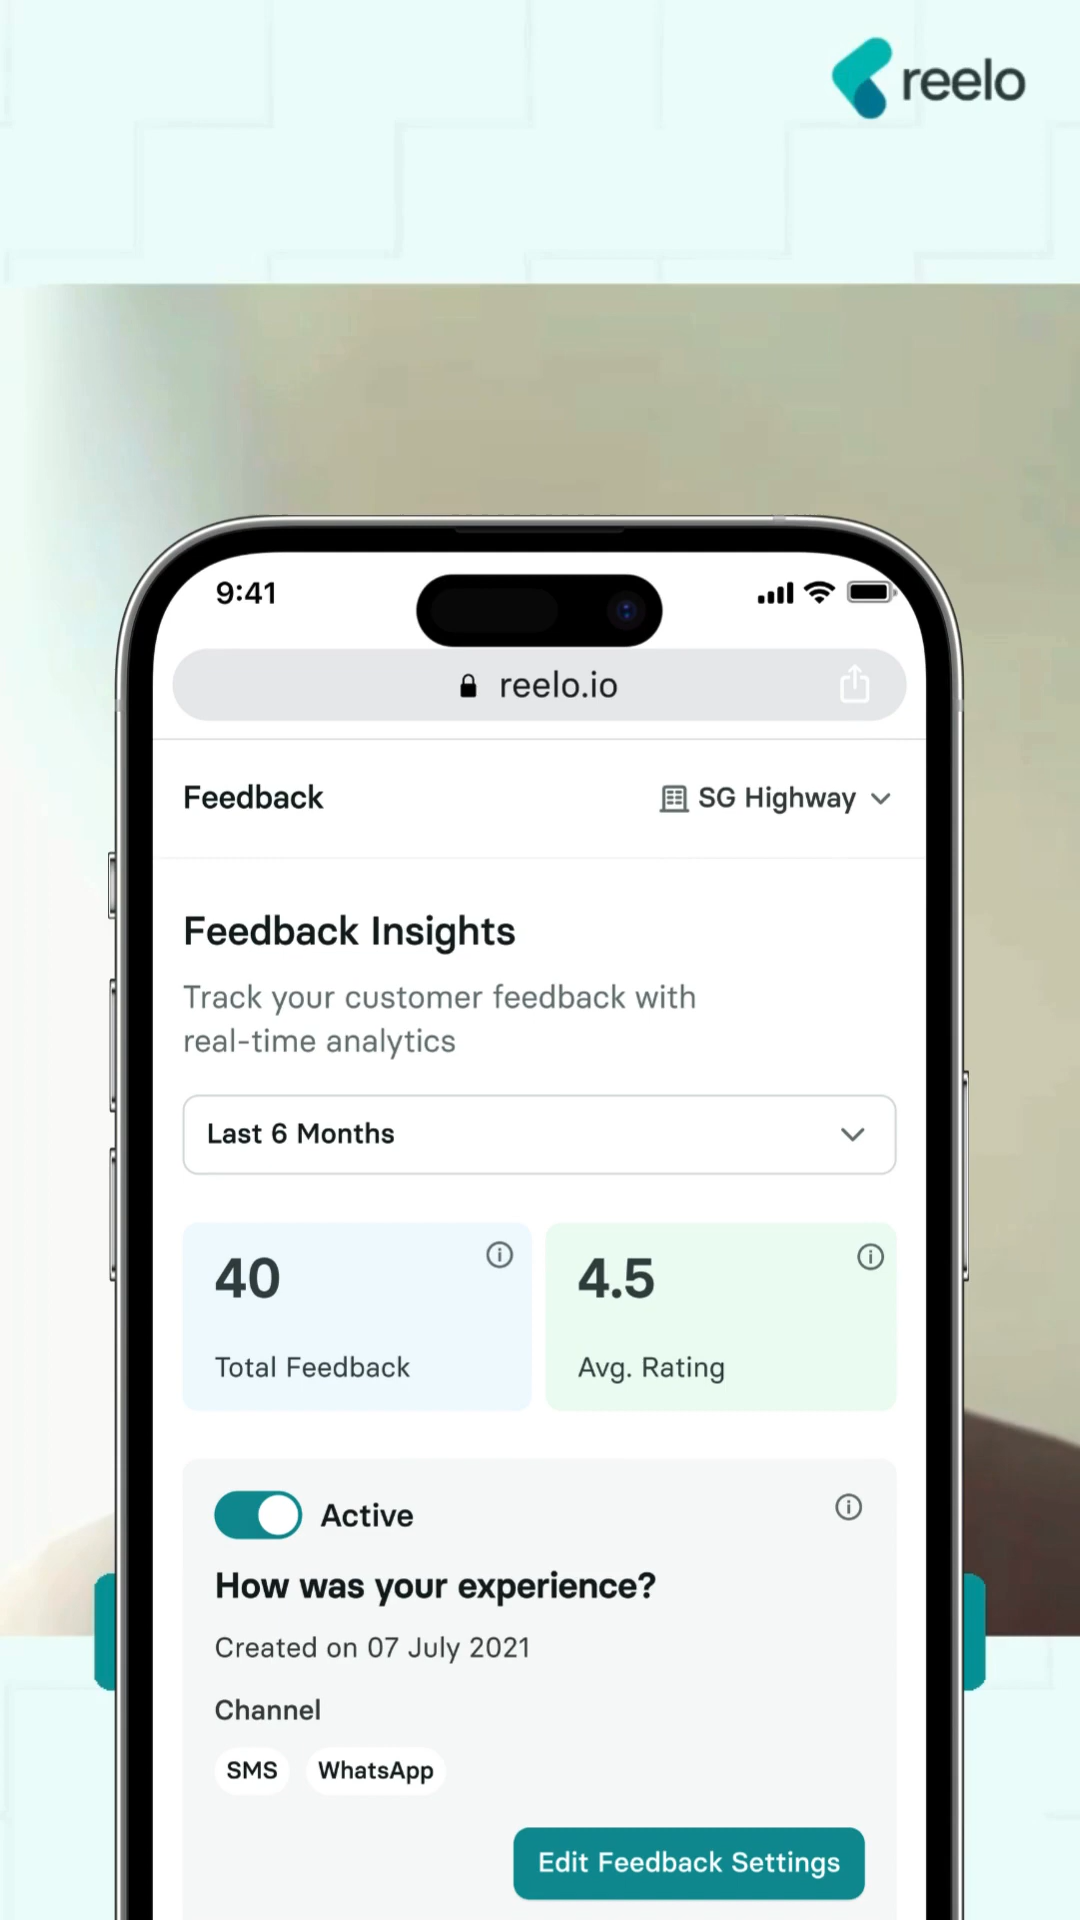 reelo
9:41
reelo.io
Feedback
SG Highway
Feedback Insights
Track your customer feedback with
real-time analytics
Last 6 Months
40
4.5
Total Feedback
Avg. Rating
Active
How was your experience?
Created on 07 July 2021
Channel
SMS WhatsApp
Edit Feedback Settings